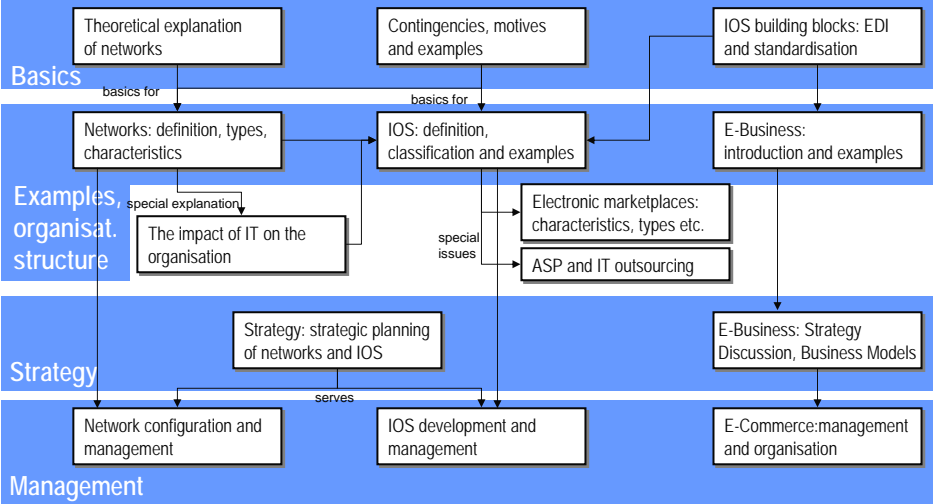 Theoretical explanation
of networks
Contingencies, motives
and examples
IOS building blocks: EDI
and standardisation
Basics
basics for
basics for
Networks: definition, types,
characteristics
IOS: definition,
classification and examples
E-Business:
introduction and examples
Examples,
organisat.
structure
special explanation
The impact of IT on the
organisation
special
issues
Electronic marketplaces:
characteristics, types etc.
ASP and IT outsourcing
Strategy: strategic planning
of networks and IOS
E-Business: Strategy
Discussion, Business Models
Strategy
serves
Network configuration and
management
IOS development and
management
E-Commerce:management
and organisation
Management